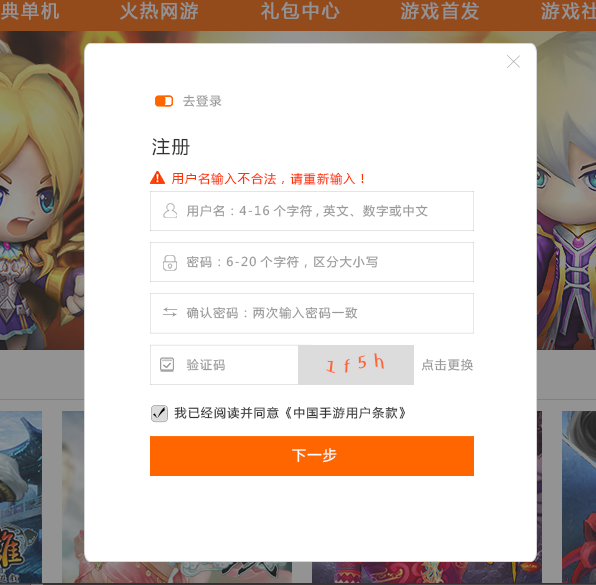 典单机 火热网游 礼包中心 游戏首发 游戏社
去登录
注册
用户名输入不合法，请重新输入！
用户名：4-16个字符，英文、数字或中文
密码：6-20个字符，区分大小写
确认密码：两次输入密码一致
验证码 1f5h 点击更换
我已经阅读并同意《中国手游用户条款》
下一步
雄